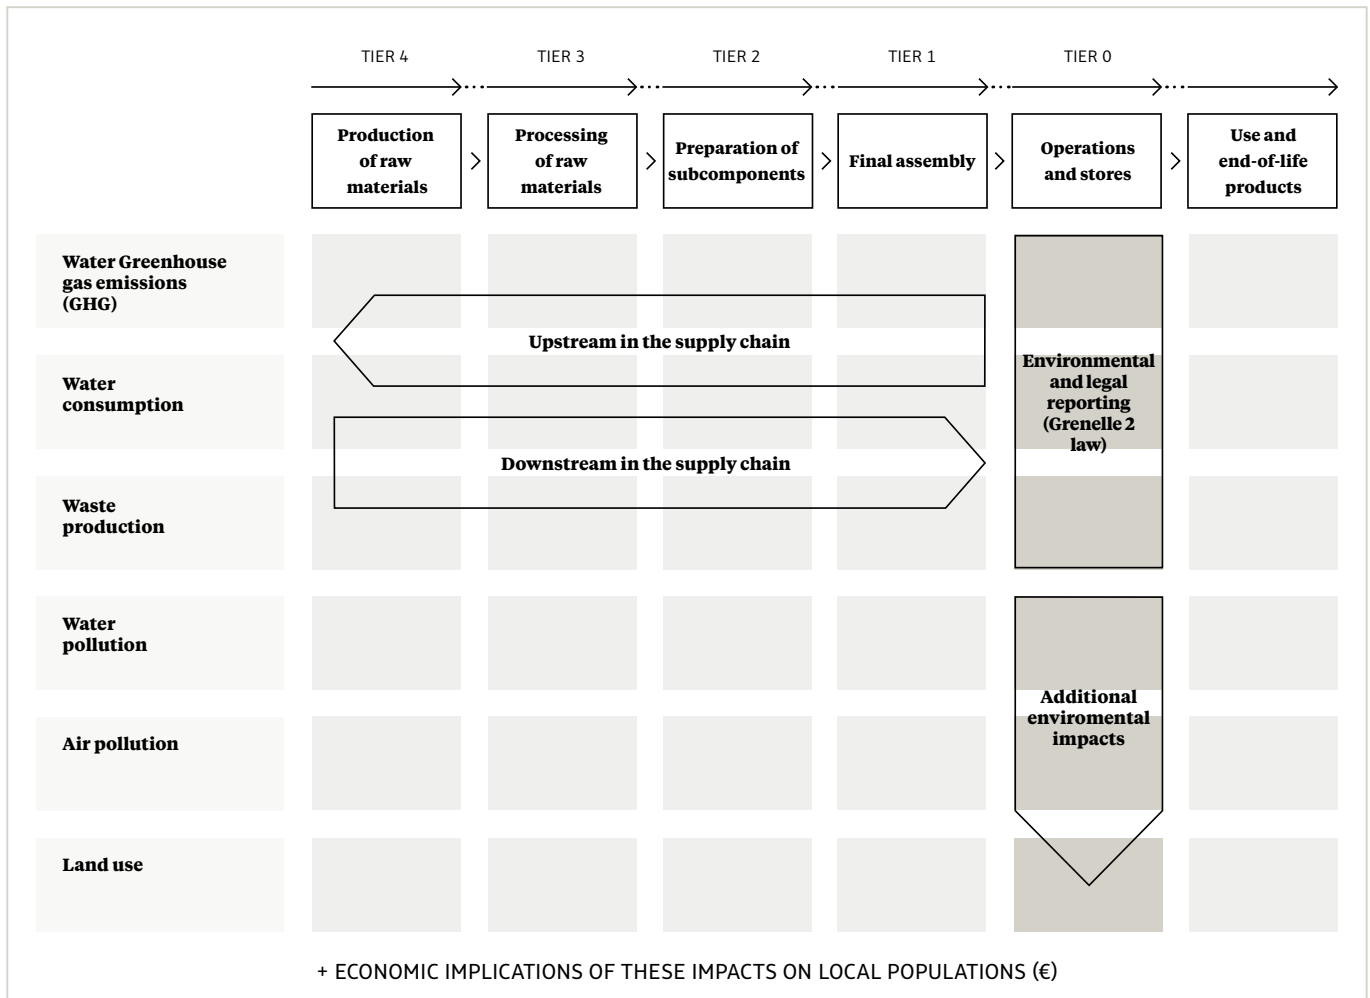 TIER 4
TIER 3
TIER 2
TIER 1
TIER 0
Production
of raw
materials
Processing
of raw
materials
Preparation of
subcomponents
Final assembly
Operations
and stores
Use and
end-of-life
products
Water Greenhouse
gas emissions
(GHG)
Upstream in the supply chain
Water
consumption
Environmental
and legal
reporting
(Grenelle 2
law)
Downstream in the supply chain
Waste
production
Water
pollution
Additional
enviromental
impacts
Air pollution
Land use
+ ECONOMIC IMPLICATIONS OF THESE IMPACTS ON LOCAL POPULATIONS (€)